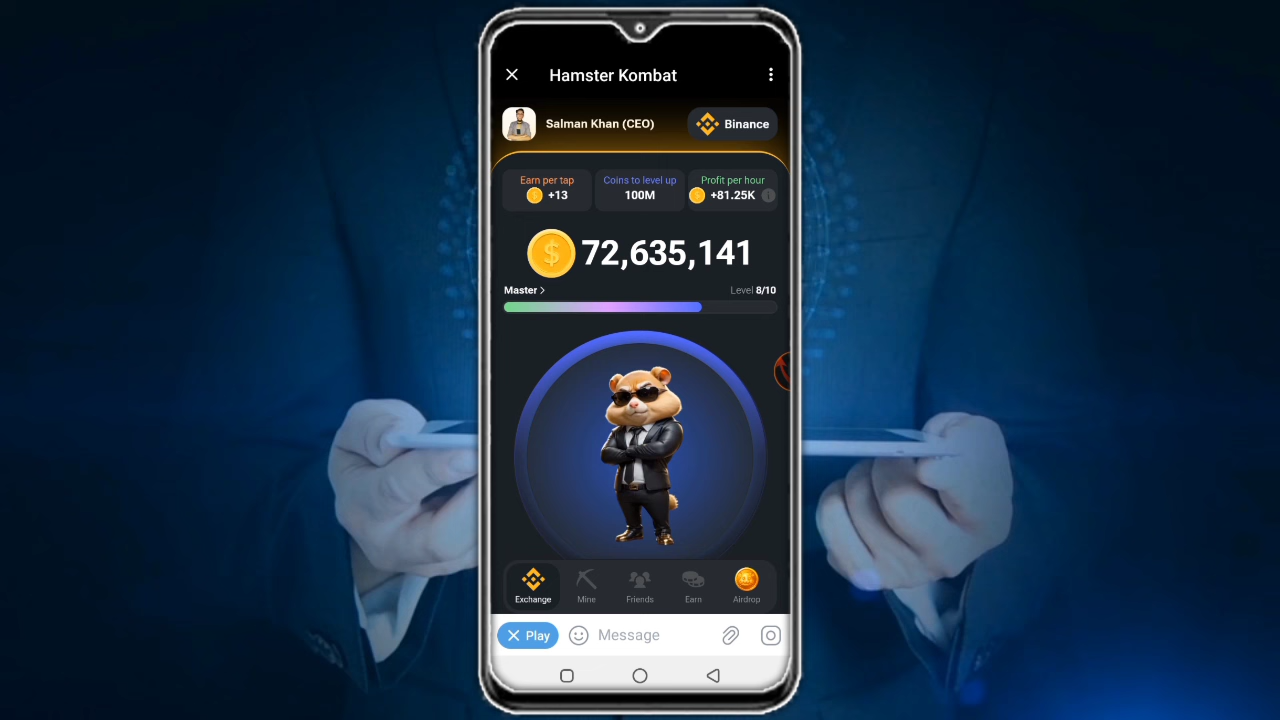 Hamster Kombat
Salman Khan (CEO)
Binance
Earn per tap
+13
Coins to level up
100M
Profit per hour
+81.25K
72,635,141
Master >
Level 8/10
Exchange
Mine
Friends
Earn
Airdrop
Play
Message